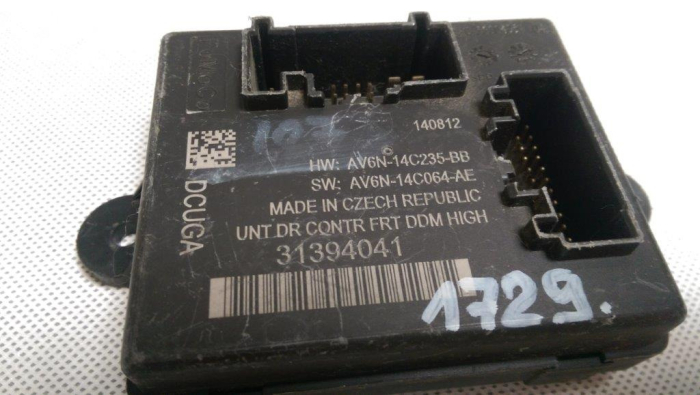 140812
HW: AV6N-14C235-BB
SW: AV6N-14C064-AE
MADE IN CZECH REPUBLIC
UNT DR CONTR FRT DDM HIGH
31394041
DCUGA
1729.